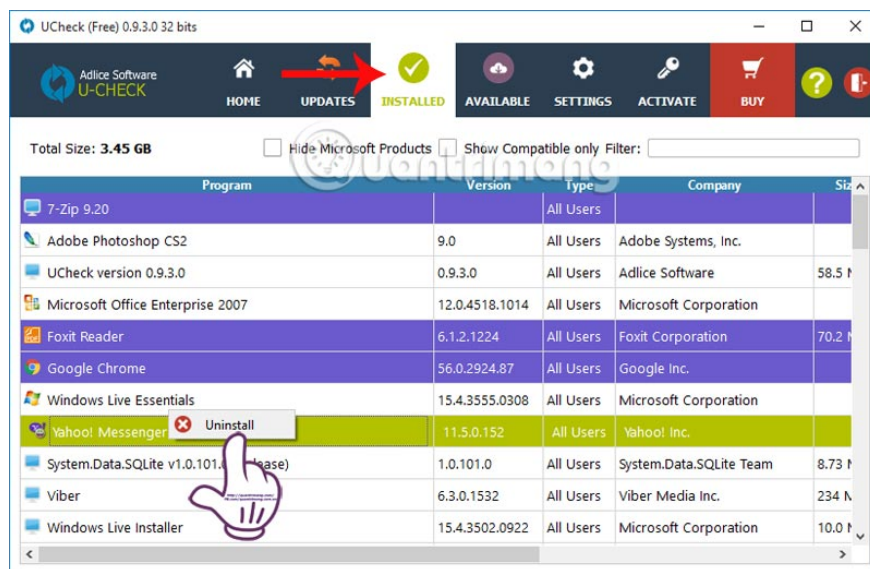 UCheck (Free) 0.9.3.0 32 bits
Adlice Software
U-CHECK
HOME
UPDATES
INSTALLED
AVAILABLE
SETTINGS
ACTIVATE
BUY
?
Total Size: 3.45 GB Hide Microsoft Products Show Compatible only Filter:
Quantrimang
Program Version Type Company Siz
7-Zip 9.20 All Users
Adobe Photoshop CS2 9.0 All Users Adobe Systems, Inc.
UCheck version 0.9.3.0 0.9.3.0 All Users Adlice Software 58.5
Microsoft Office Enterprise 2007 12.0.4518.1014 All Users Microsoft Corporation
Foxit Reader 6.1.2.1224 All Users Foxit Corporation 70.2
Google Chrome 56.0.2924.87 All Users Google Inc.
Windows Live Essentials 15.4.3555.0308 All Users Microsoft Corporation
Uninstall
Yahoo! Messenger 11.5.0.152 All Users Yahoo! Inc.
System.Data.SQLite v1.0.101.0 All Users System.Data.SQLite Team 8.73
Viber 6.3.0.1532 All Users Viber Media Inc. 234
Windows Live Installer 15.4.3502.0922 All Users Microsoft Corporation 10.0